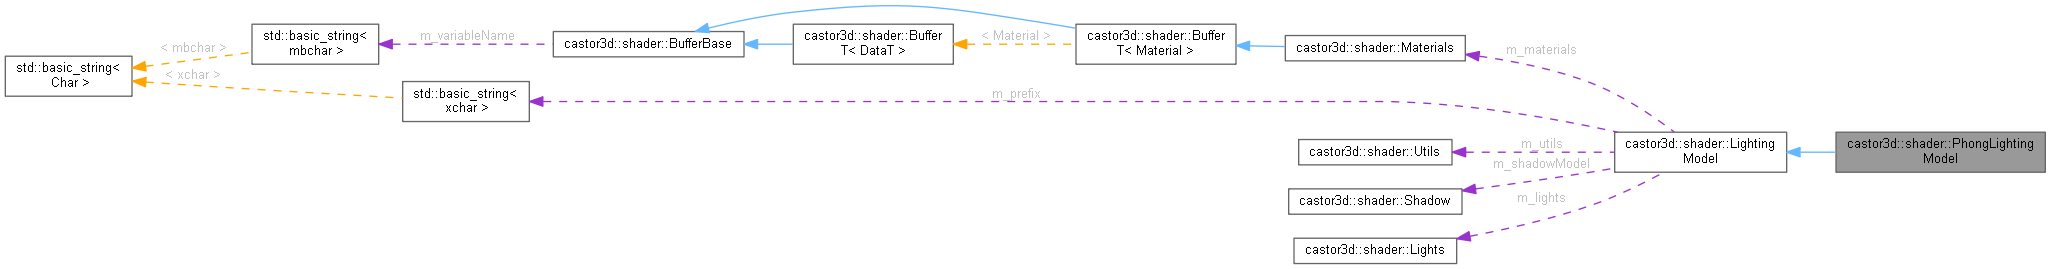 std::basic_string<
Char >
< mbchar >
< xchar >
std::basic_string<
mbchar >
m_variableName
castor3d::shader::BufferBase
castor3d::shader::Buffer
T< DataT >
< Material >
castor3d::shader::Buffer
T< Material >
castor3d::shader::Materials
m_materials
std::basic_string<
xchar >
m_prefix
castor3d::shader::Utils
m_utils
castor3d::shader::Lighting
Model
castor3d::shader::PhongLighting
Model
castor3d::shader::Shadow
m_shadowModel
castor3d::shader::Lights
m_lights